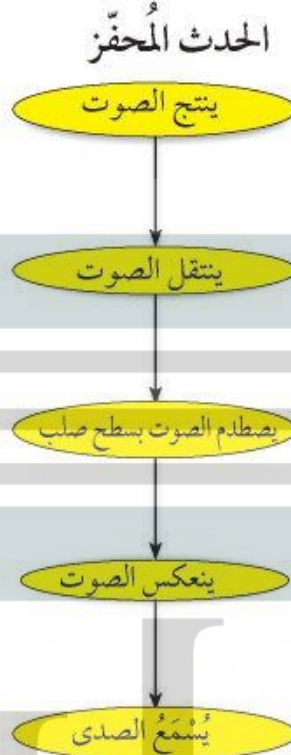 الحدث المُحفّز
ينتج الصوت
ينتقل الصوت
يصطدم الصوت بسطح صلب
ينعكس الصوت
يُسْمَعُ الصدى